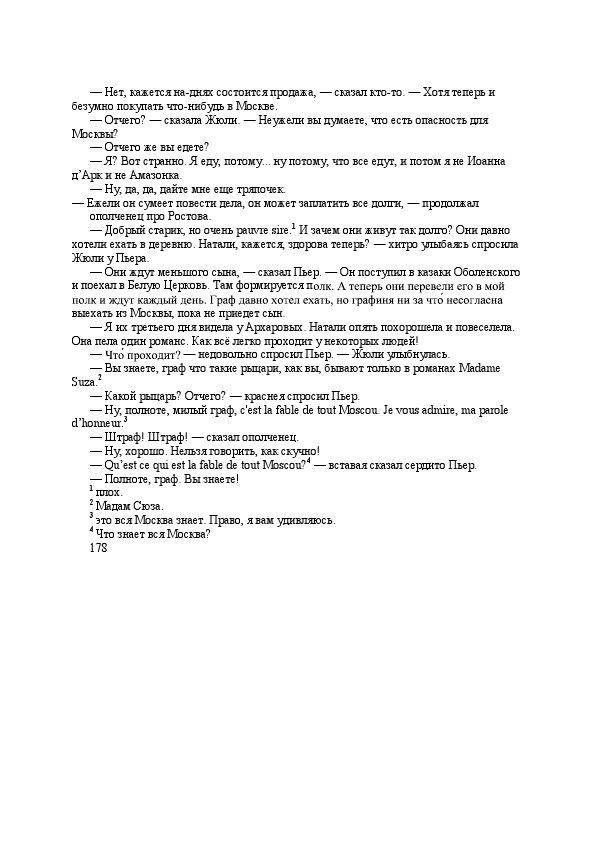 — Нет, кажется на-днях состоится продажа, — сказал кто-то. — Хотя теперь и
безумно покупать что-нибудь в Москве.
— Отчего? — сказала Жюли. — Неужели вы думаете, что есть опасность для
Москвы?
— Отчего же вы едете?
— Я? Вот странно. Я еду, потому... ну потому, что все едут, и потом я не Иоанна
д’Арк и не Амазонка.
— Ну, да, да, дайте мне еще тряпочек.
— Ежели он сумеет повести дела, он может заплатить все долги, — продолжал
ополченец про Ростова.
— Добрый старик, но очень pauvre sire.¹ И зачем они живут так долго? Они давно
хотели ехать в деревню. Натали, кажется, здорова теперь? — хитро улыбаясь спросила
Жюли у Пьера.
— Они ждут меньшого сына, — сказал Пьер. — Он поступил в казаки Оболенского
и поехал в Белую Церковь. Там формируется полк. А теперь они перевели его в мой
полк и ждут каждый день. Граф давно хотел ехать, но графиня ни за что́ несогласна
выехать из Москвы, пока не приедет сын.
— Я их третьего дня видела у Архаровых. Натали опять похорошела и повеселела.
Она пела один романс. Как всё легко проходит у некоторых людей!
— Что́ проходит? — недовольно спросил Пьер. — Жюли улыбнулась.
— Вы знаете, граф что такие рыцари, как вы, бывают только в романах Madame
Suza.²
— Какой рыцарь? Отчего? — краснея спросил Пьер.
— Ну, полноте, милый граф, c'est la fable de tout Moscou. Je vous admire, ma parole
d’honneur.³
— Штраф! Штраф! — сказал ополченец.
— Ну, хорошо. Нельзя говорить, как скучно!
— Qu’est ce qui est la fable de tout Moscou?⁴ — вставая сказал сердито Пьер.
— Полноте, граф. Вы знаете!
¹ плох.
² Мадам Сюза.
³ это вся Москва знает. Право, я вам удивляюсь.
⁴ Что знает вся Москва?
178